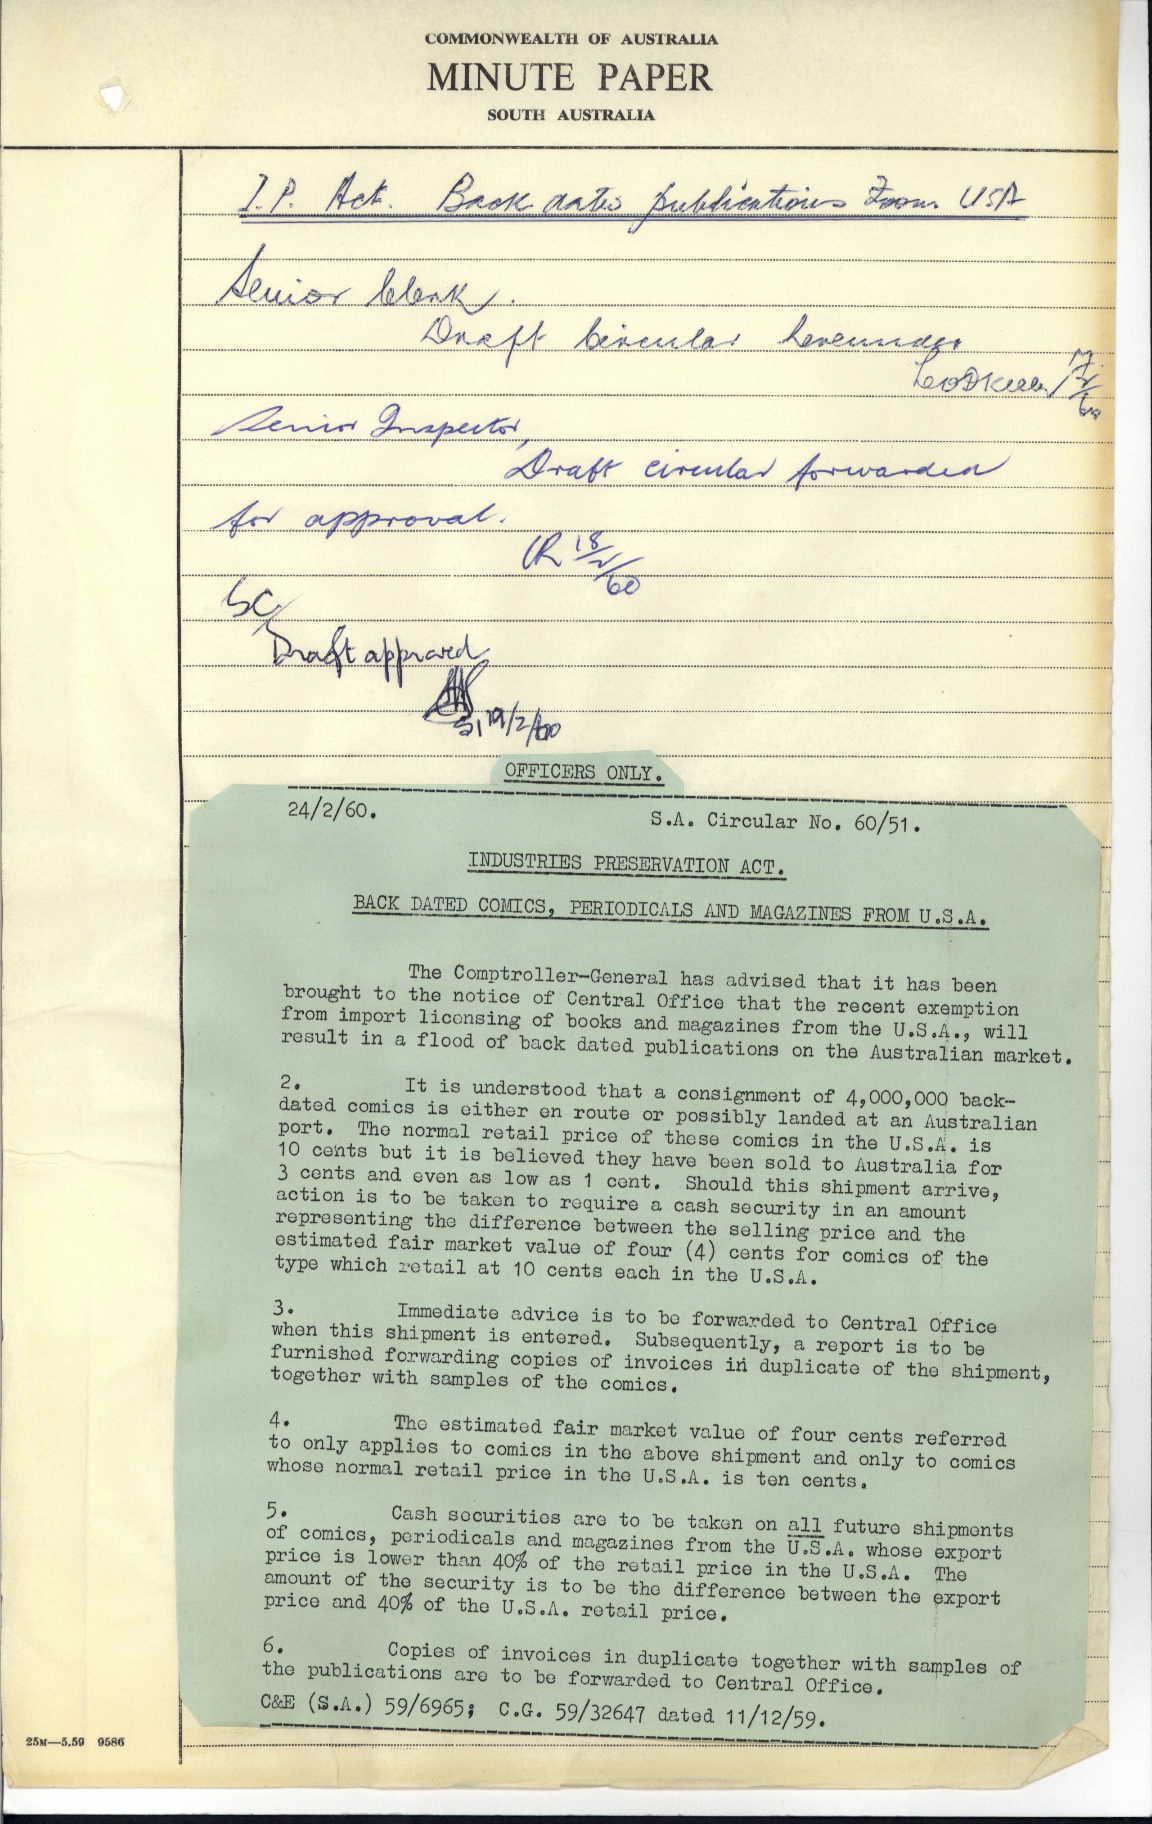 COMMONWEALTH OF AUSTRALIA
MINUTE PAPER
SOUTH AUSTRALIA
I.P. Act. Back dated publications from USA
Senior Clerk.
Draft Circular hereunder
17/2/60
Senior Inspector,
Draft circular forwarded
for approval.
CR 18/2/60
SC
Draft approved
SI 19/2/60
OFFICERS ONLY.
24/2/60.
S.A. Circular No. 60/51.
INDUSTRIES PRESERVATION ACT.
BACK DATED COMICS, PERIODICALS AND MAGAZINES FROM U.S.A.
The Comptroller-General has advised that it has been
brought to the notice of Central Office that the recent exemption
from import licensing of books and magazines from the U.S.A., will
result in a flood of back dated publications on the Australian market.
2. It is understood that a consignment of 4,000,000 back-
dated comics is either en route or possibly landed at an Australian
port. The normal retail price of these comics in the U.S.A. is
10 cents but it is believed they have been sold to Australia for
3 cents and even as low as 1 cent. Should this shipment arrive,
action is to be taken to require a cash security in an amount
representing the difference between the selling price and the
estimated fair market value of four (4) cents for comics of the
type which retail at 10 cents each in the U.S.A.
3. Immediate advice is to be forwarded to Central Office
when this shipment is entered. Subsequently, a report is to be
furnished forwarding copies of invoices in duplicate of the shipment,
together with samples of the comics.
4. The estimated fair market value of four cents referred
to only applies to comics in the above shipment and only to comics
whose normal retail price in the U.S.A. is ten cents.
5. Cash securities are to be taken on all future shipments
of comics, periodicals and magazines from the U.S.A. whose export
price is lower than 40% of the retail price in the U.S.A. The
amount of the security is to be the difference between the export
price and 40% of the U.S.A. retail price.
6. Copies of invoices in duplicate together with samples of
the publications are to be forwarded to Central Office.
C&E (S.A.) 59/6965; C.G. 59/32647 dated 11/12/59.
25M—5.59 9586